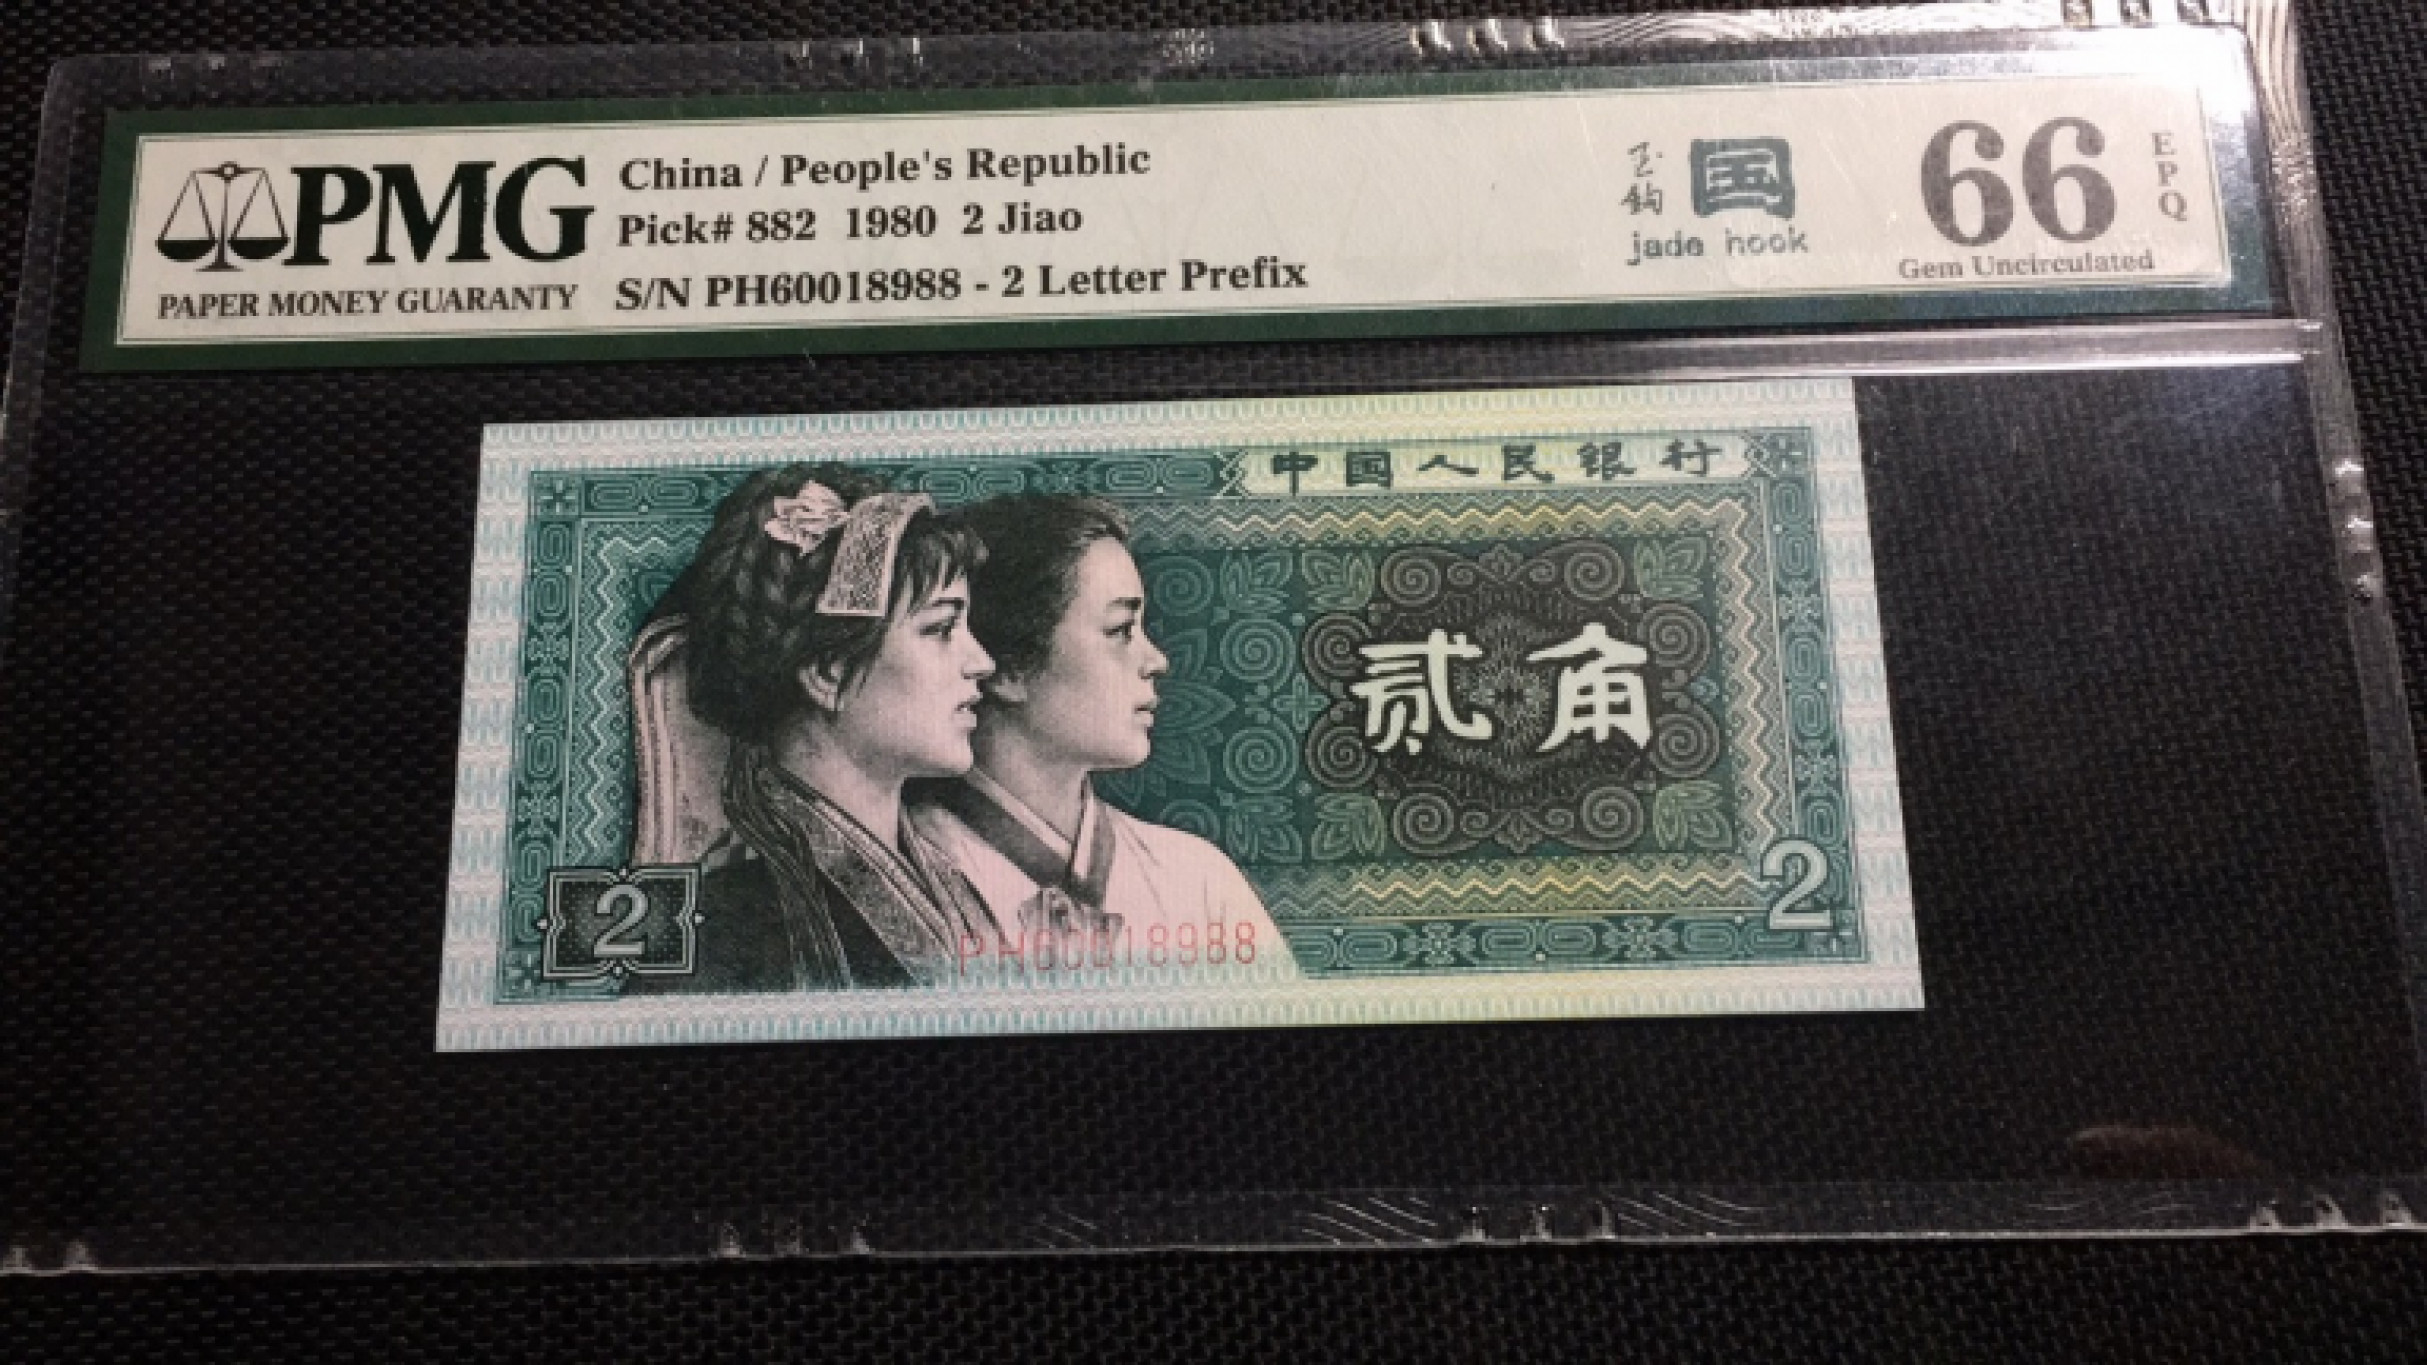 PMG
PAPER MONEY GUARANTY
China / People's Republic
Pick# 882 1980 2 Jiao
S/N PH60018988 - 2 Letter Prefix
玉钩
国
jade hook
66
EPQ
Gem Uncirculated
中国人民银行
贰角
2
PH60018988
2